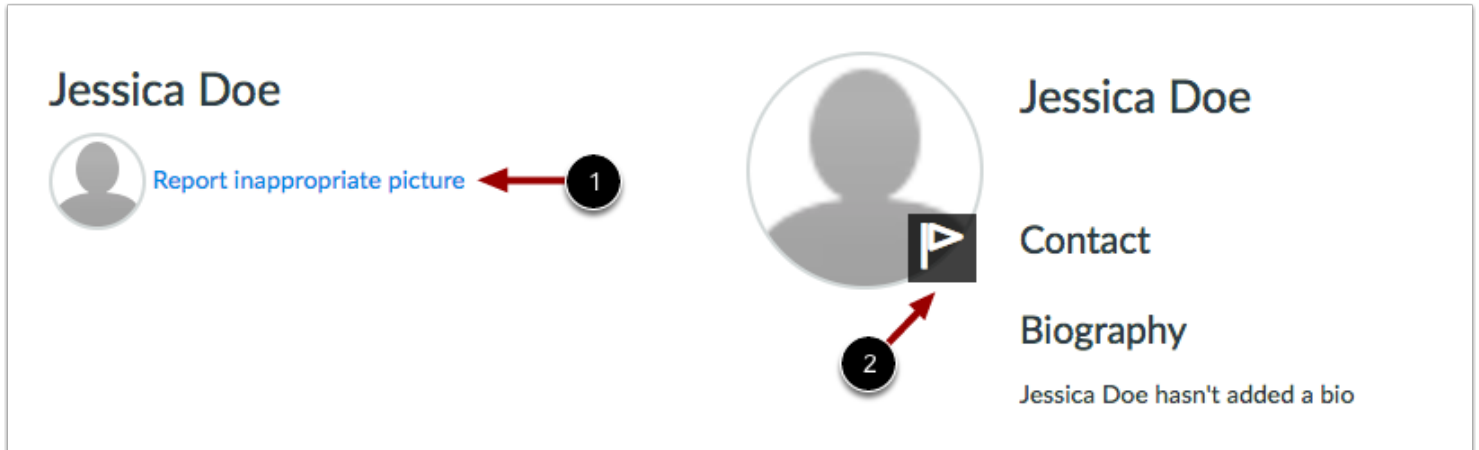 Jessica Doe
Report inappropriate picture
1
Jessica Doe
Contact
Biography
Jessica Doe hasn't added a bio
2